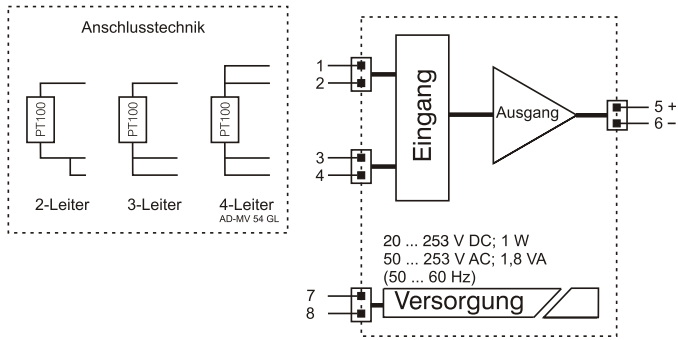 Anschlusstechnik
PT100
PT100
PT100
2-Leiter
3-Leiter
4-Leiter
AD-MV 54 GL
1
2
3
4
Eingang
Ausgang
5 +
6 −
20 ... 253 V DC; 1 W
50 ... 253 V AC; 1,8 VA
(50 ... 60 Hz)
7
8
Versorgung